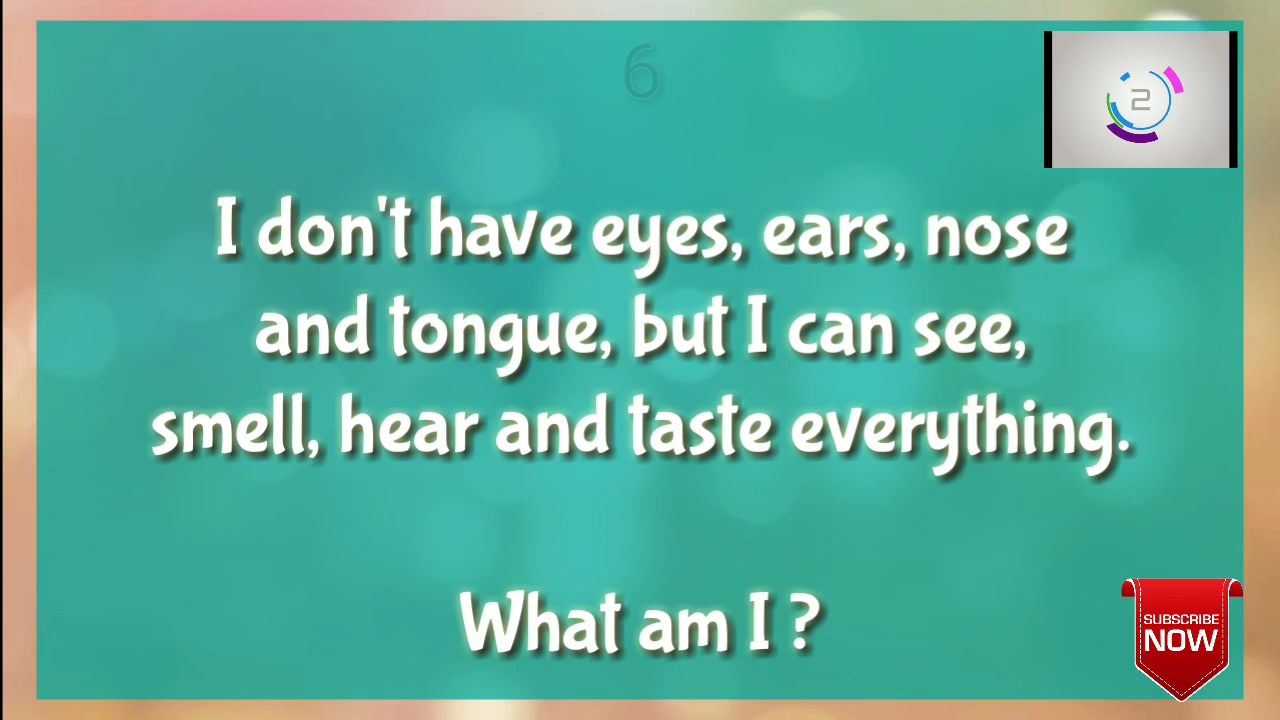 6
2
I don't have eyes, ears, nose
and tongue, but I can see,
smell, hear and taste everything.
What am I ?
SUBSCRIBE
NOW